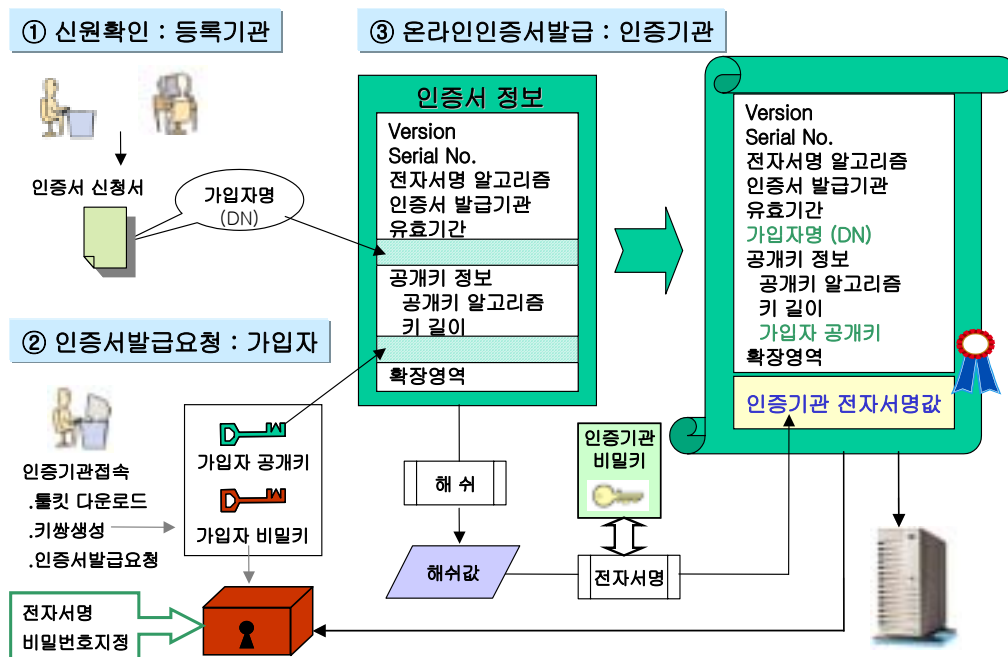 ① 신원확인 : 등록기관
인증서 신청서
가입자명
(DN)
② 인증서발급요청 : 가입자
인증기관접속
.툴킷 다운로드
.키쌍생성
.인증서발급요청
가입자 공개키
가입자 비밀키
전자서명
비밀번호지정
③ 온라인인증서발급 : 인증기관
인증서 정보
Version
Serial No.
전자서명 알고리즘
인증서 발급기관
유효기간
공개키 정보
공개키 알고리즘
키 길이
확장영역
해 쉬
해쉬값
인증기관
비밀키
전자서명
Version
Serial No.
전자서명 알고리즘
인증서 발급기관
유효기간
가입자명 (DN)
공개키 정보
공개키 알고리즘
키 길이
가입자 공개키
확장영역
인증기관 전자서명값